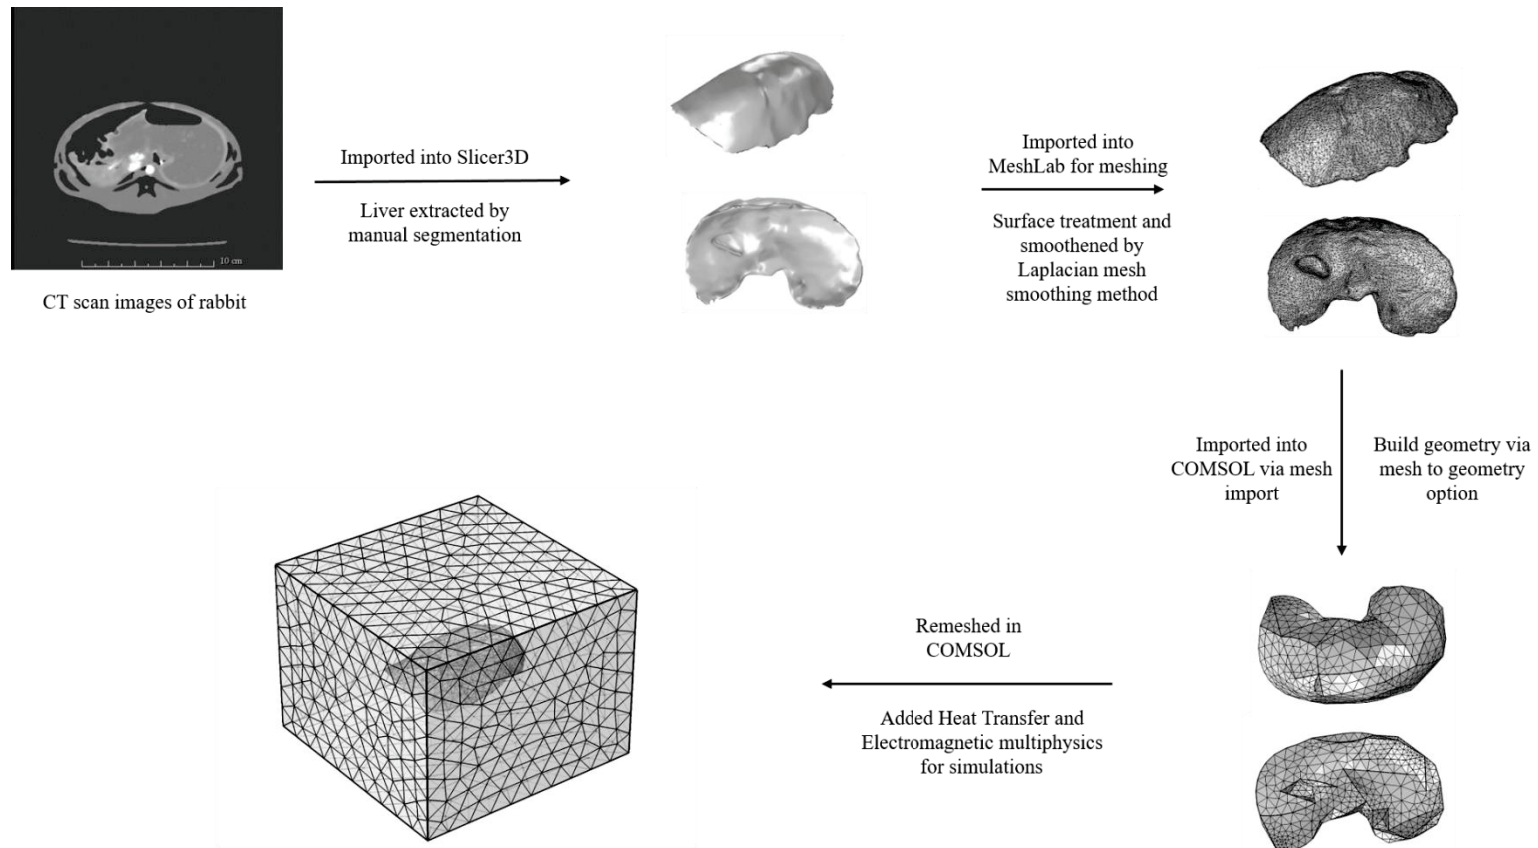 10 cm
CT scan images of rabbit
Imported into Slicer3D
Liver extracted by
manual segmentation
Imported into
MeshLab for meshing
Surface treatment and
smoothened by
Laplacian mesh
smoothing method
Imported into
COMSOL via mesh
import
Build geometry via
mesh to geometry
option
Remeshed in
COMSOL
Added Heat Transfer and
Electromagnetic multiphysics
for simulations